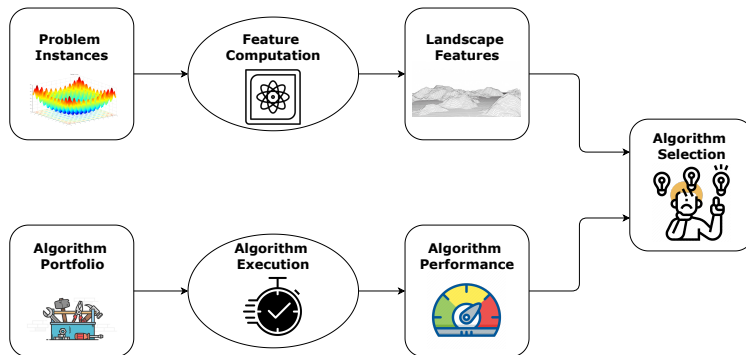 Problem
Instances
Feature
Computation
Landscape
Features
Algorithm
Selection
Algorithm
Portfolio
Algorithm
Execution
Algorithm
Performance